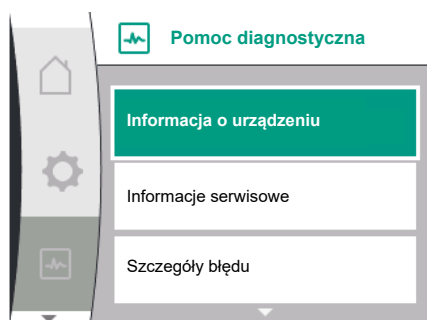 Pomoc diagnostyczna
Informacja o urządzeniu
Informacje serwisowe
Szczegóły błędu